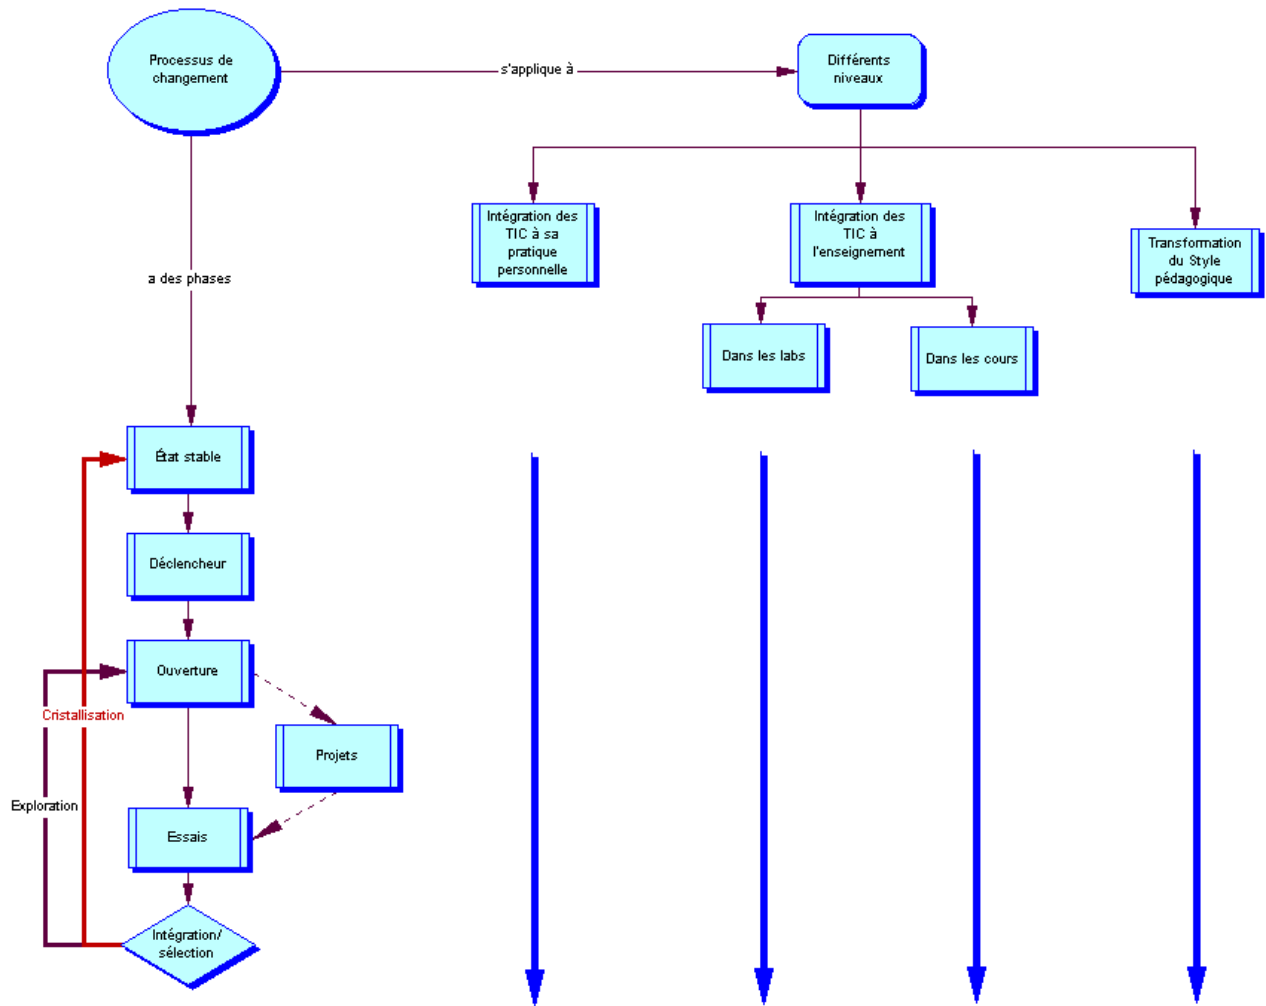 Processus de
changement
s'applique à
Différents
niveaux
Intégration des
TIC à sa
pratique
personnelle
Intégration des
TIC à
l'enseignement
Transformation
du Style
pédagogique
a des phases
Dans les labs
Dans les cours
État stable
Déclencheur
Ouverture
Cristallisation
Projets
Exploration
Essais
Intégration/
sélection